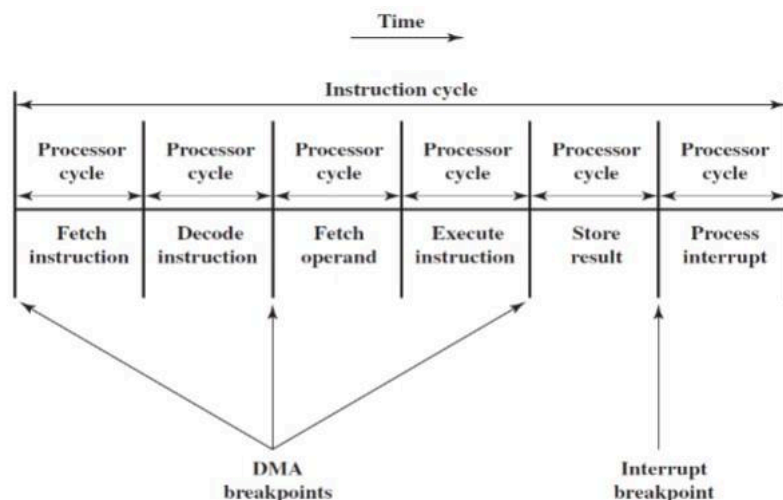 Time
Instruction cycle
Processor cycle
Processor cycle
Processor cycle
Processor cycle
Processor cycle
Processor cycle
Fetch instruction
Decode instruction
Fetch operand
Execute instruction
Store result
Process interrupt
DMA breakpoints
Interrupt breakpoint